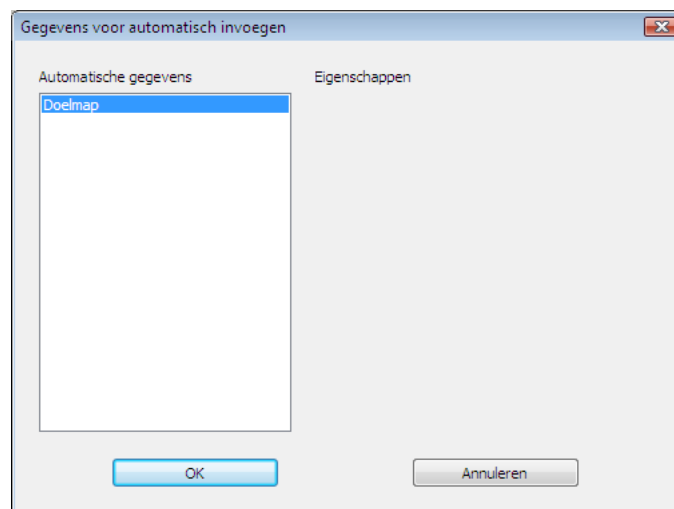 Gegevens voor automatisch invoegen
Automatische gegevens
Eigenschappen
Doelmap
OK
Annuleren